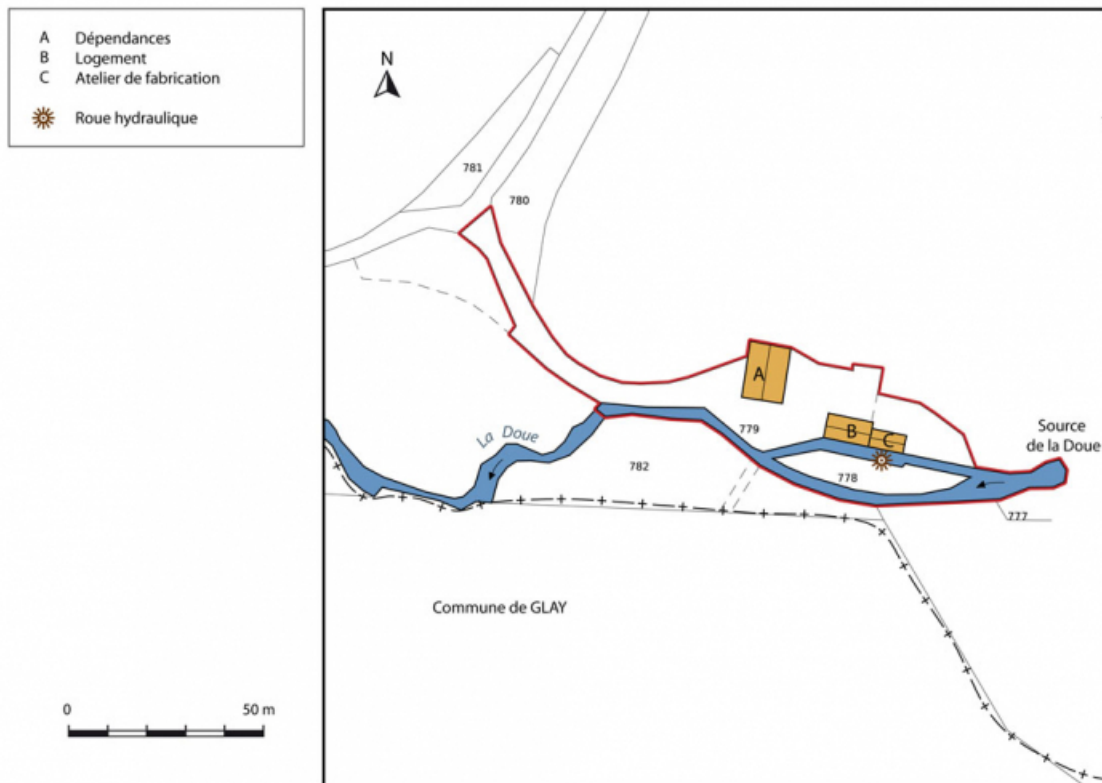 A Dépendances
B Logement
C Atelier de fabrication
Roue hydraulique
N
781
780
A
B
C
779
Source
de la Doue
La Doue
782
778
777
Commune de GLAY
0 50 m